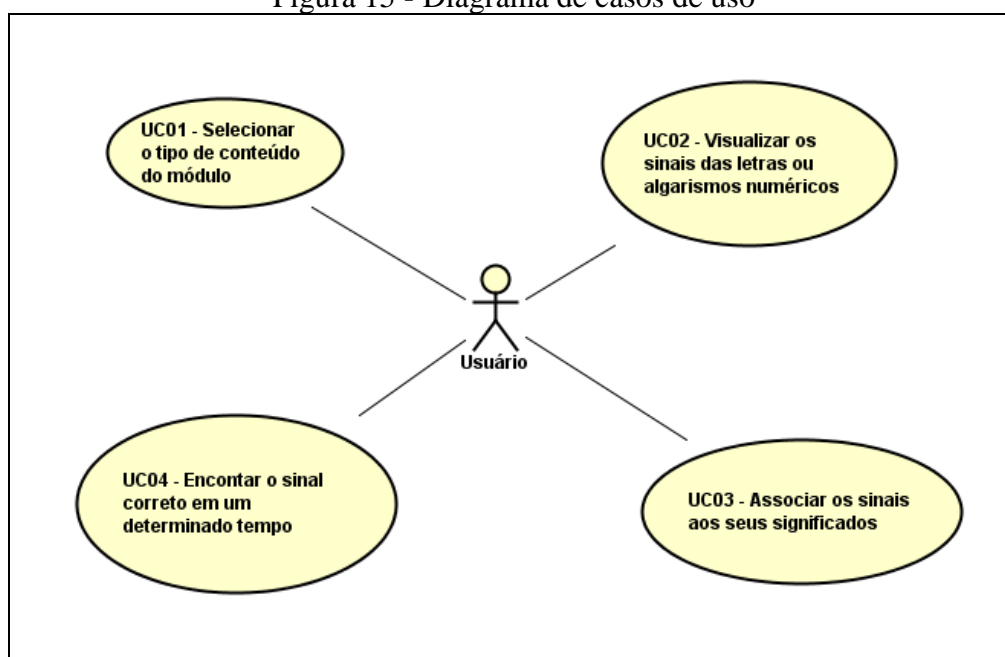 Figura 15 - Diagrama de casos de uso
UC01 - Selecionar
o tipo de conteúdo
do módulo
UC02 - Visualizar os
sinais das letras ou
algarismos numéricos
Usuário
UC04 - Encontar o sinal
correto em um
determinado tempo
UC03 - Associar os sinais
aos seus significados